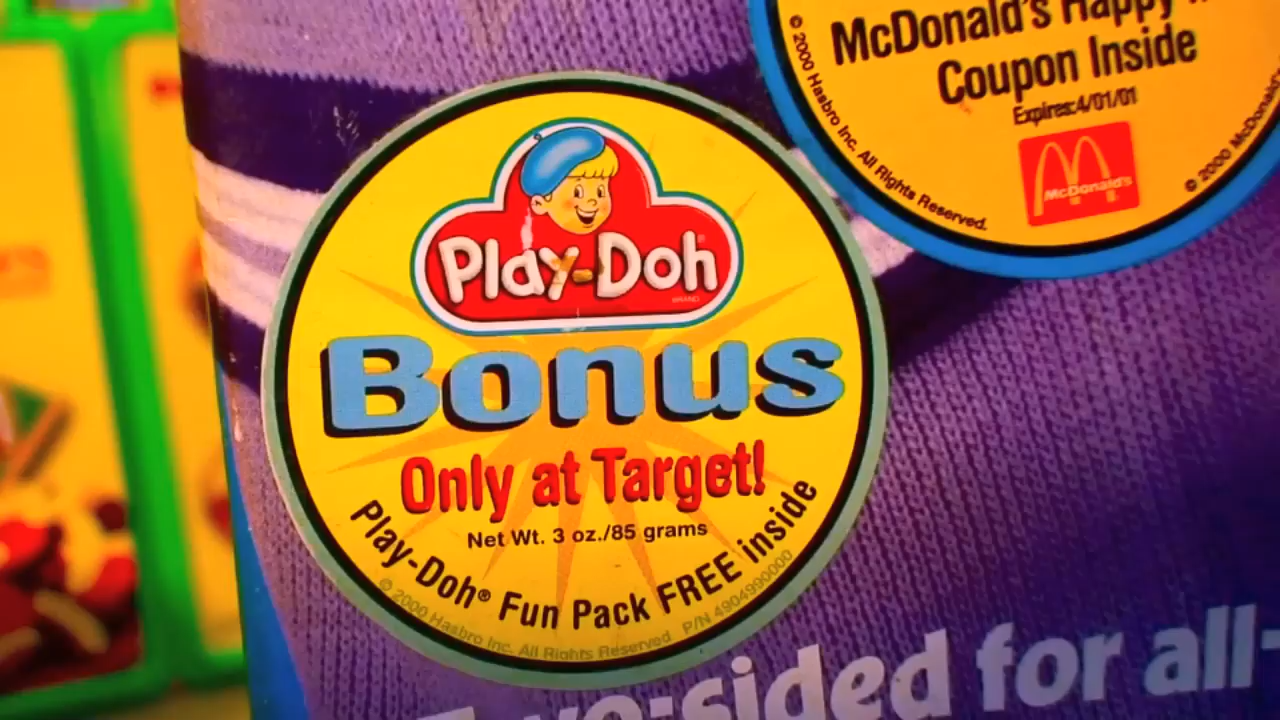 McDonald's Happy
Coupon Inside
Expires:4/01/01
McDonald's
© 2000 Hasbro Inc. All Rights Reserved.
© 2000 McDonald's
Play-Doh
BRAND
Bonus
Only at Target!
Net Wt. 3 oz./85 grams
Play-Doh® Fun Pack FREE inside
© 2000 Hasbro Inc. All Rights Reserved. P/N 4904990000
-sided for all-